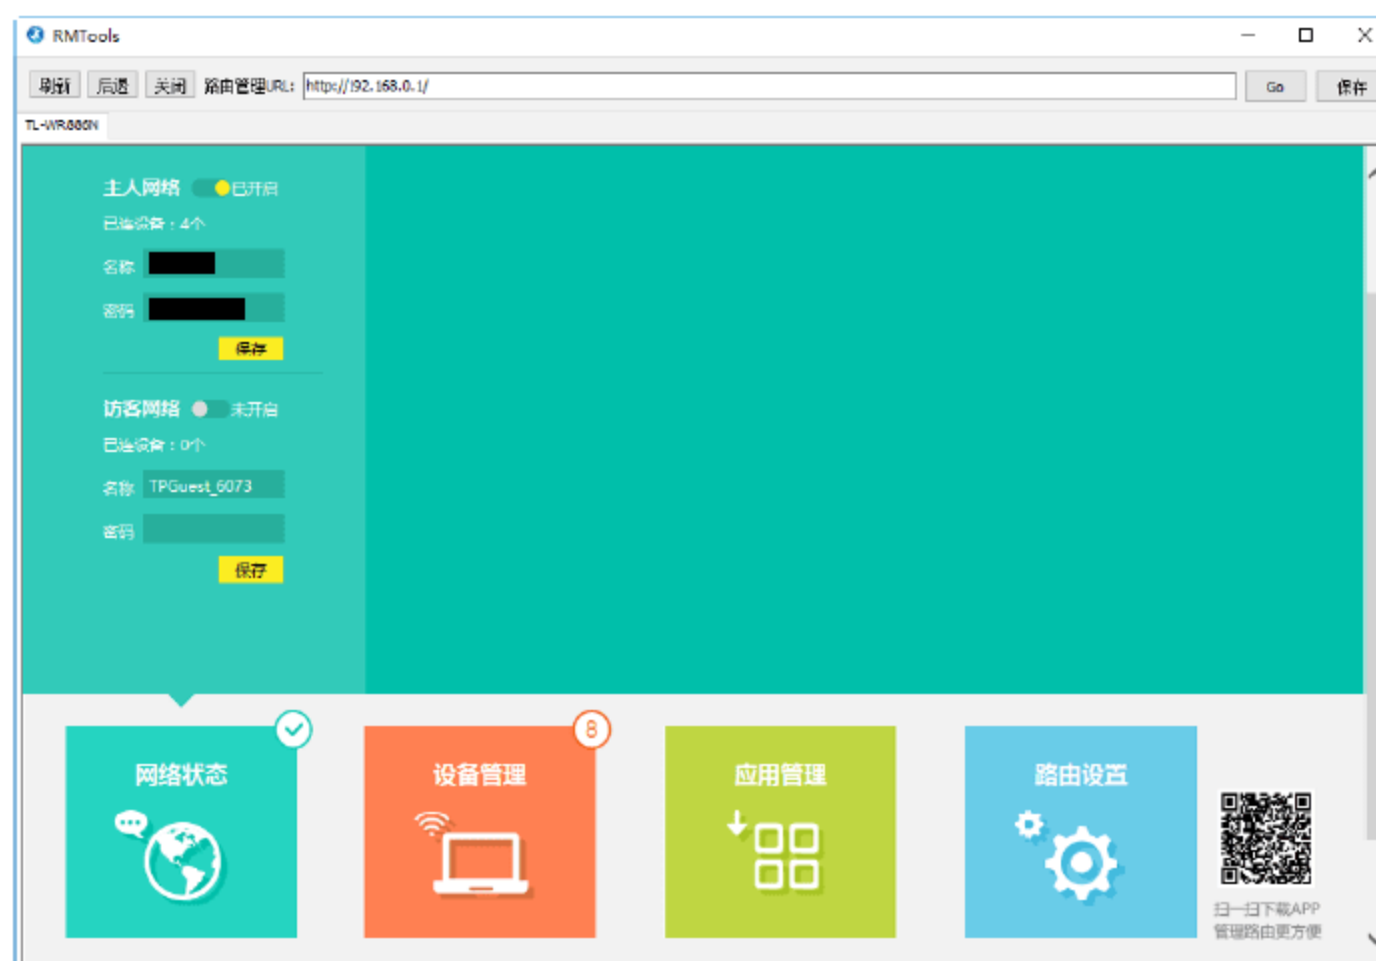 RMTools
刷新 后退 关闭 路由管理URL: http://192.168.0.1/ Go 保存
TL-WR886N
主人网络 已开启
已连设备：4个
名称
密码
保存
访客网络 未开启
已连设备：0个
名称 TPGuest_6073
密码
保存
网络状态
设备管理 8
应用管理
路由设置
扫一扫下载APP
管理路由更方便